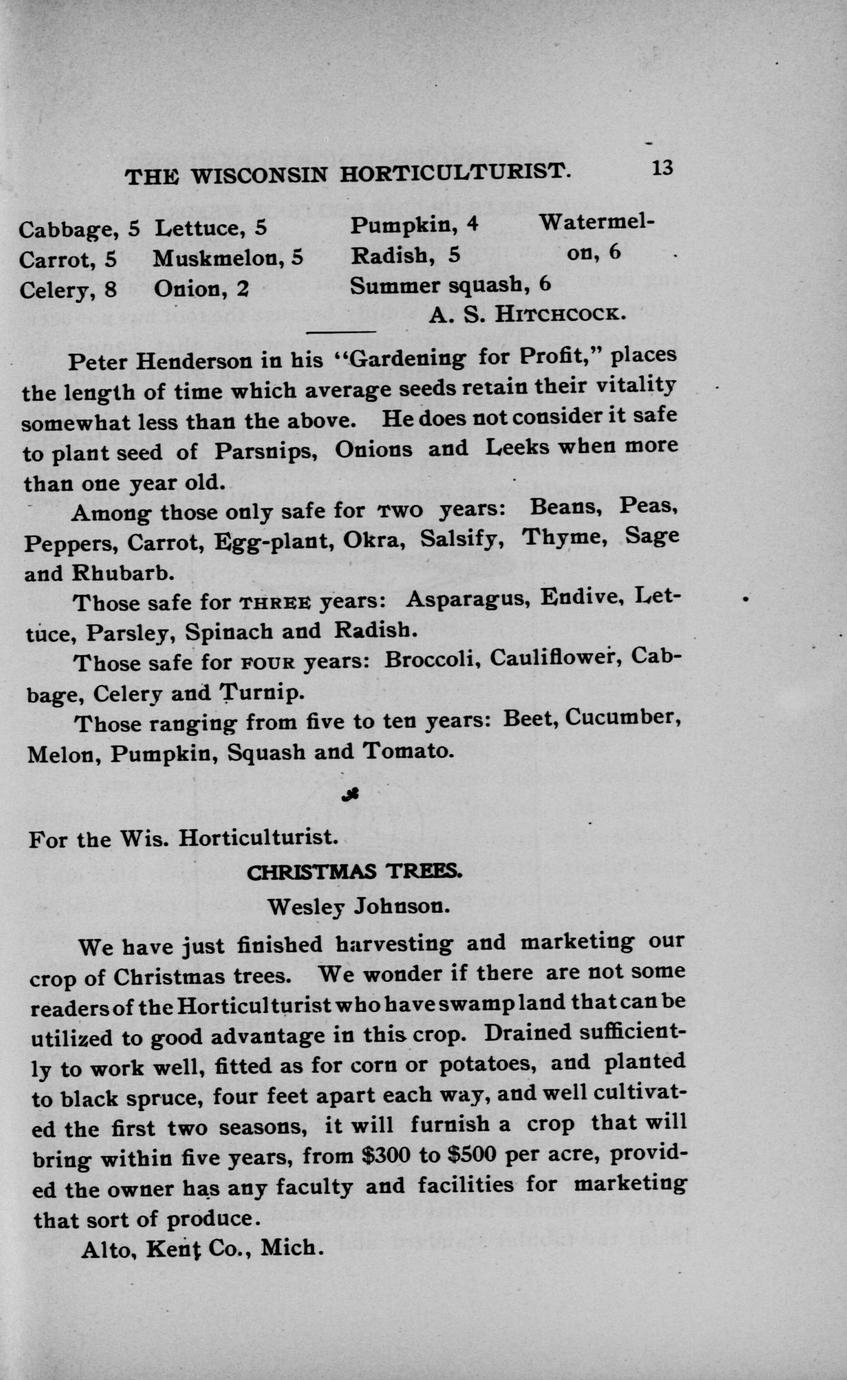 THE WISCONSIN HORTICULTURIST. 13
Cabbage, 5 Lettuce, 5 Pumpkin, 4 Watermel-
Carrot, 5 Muskmelon, 5 Radish, 5 on, 6
Celery, 8 Onion, 2 Summer squash, 6
A. S. HITCHCOCK.
Peter Henderson in his “Gardening for Profit,” places
the length of time which average seeds retain their vitality
somewhat less than the above. He does not consider it safe
to plant seed of Parsnips, Onions and Leeks when more
than one year old.
Among those only safe for TWO years: Beans, Peas,
Peppers, Carrot, Egg-plant, Okra, Salsify, Thyme, Sage
and Rhubarb.
Those safe for THREE years: Asparagus, Endive, Let-
tuce, Parsley, Spinach and Radish.
Those safe for FOUR years: Broccoli, Cauliflower, Cab-
bage, Celery and Turnip.
Those ranging from five to ten years: Beet, Cucumber,
Melon, Pumpkin, Squash and Tomato.
For the Wis. Horticulturist.
CHRISTMAS TREES.
Wesley Johnson.
We have just finished harvesting and marketing our
crop of Christmas trees. We wonder if there are not some
readers of the Horticulturist who have swamp land that can be
utilized to good advantage in this crop. Drained sufficient-
ly to work well, fitted as for corn or potatoes, and planted
to black spruce, four feet apart each way, and well cultivat-
ed the first two seasons, it will furnish a crop that will
bring within five years, from $300 to $500 per acre, provid-
ed the owner has any faculty and facilities for marketing
that sort of produce.
Alto, Kent Co., Mich.